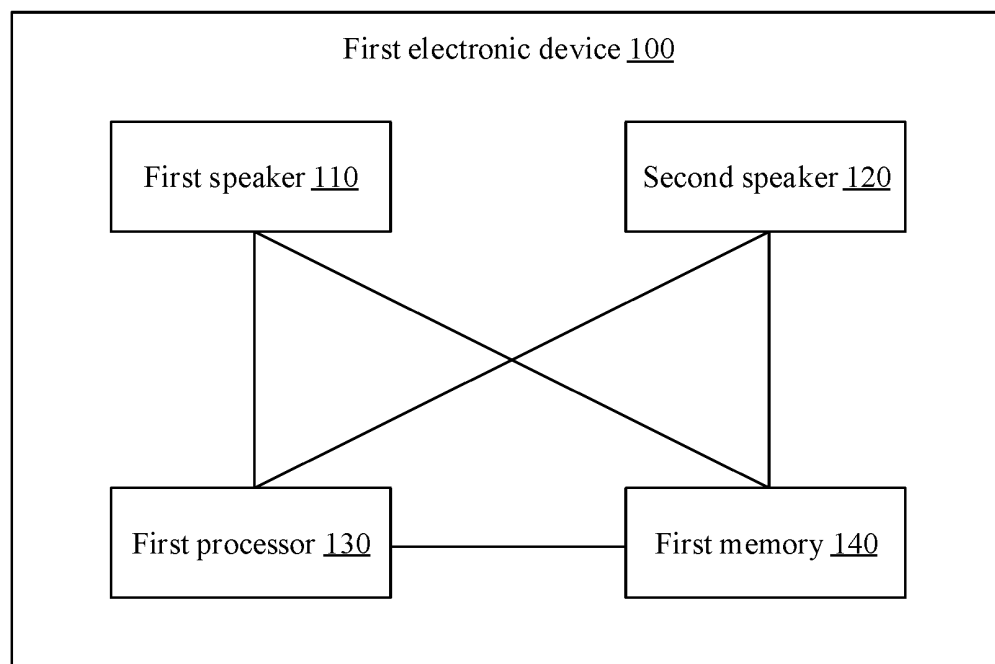 First electronic device 100
First speaker 110
Second speaker 120
First processor 130
First memory 140